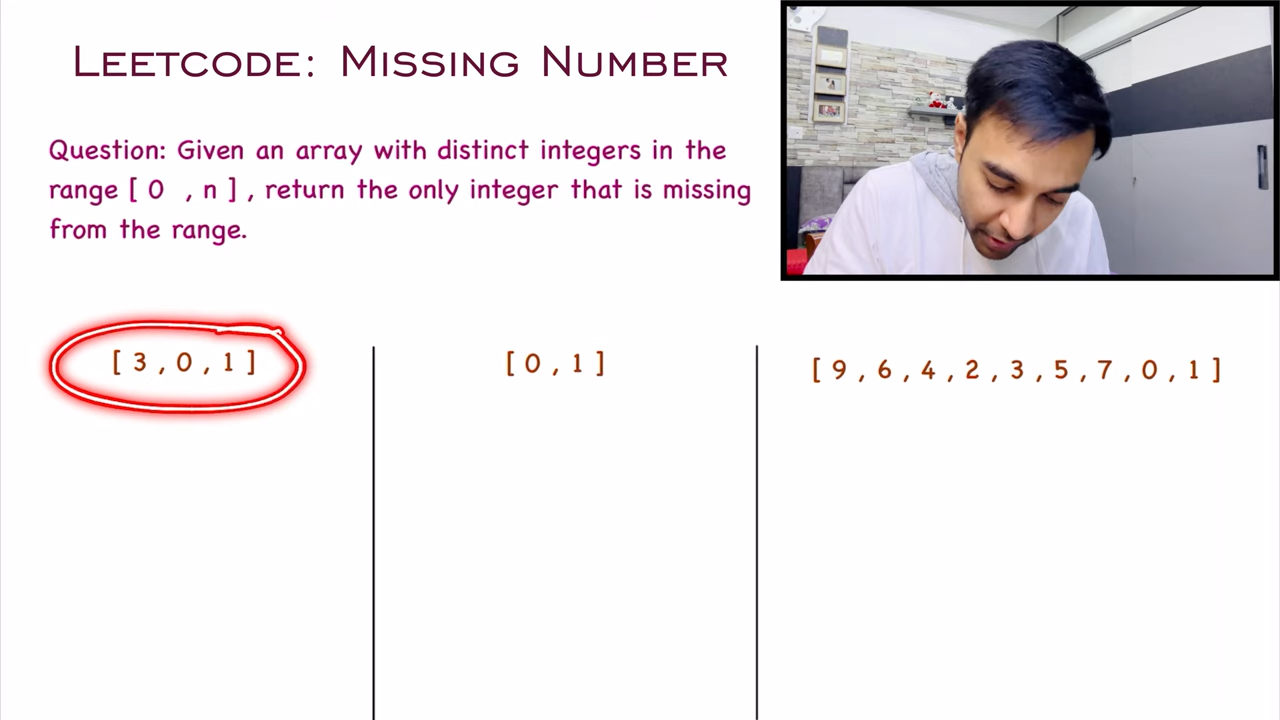 LEETCODE: MISSING NUMBER
Question: Given an array with distinct integers in the
range [ 0 , n ] , return the only integer that is missing
from the range.
[ 3 , 0 , 1 ]
[ 0 , 1 ]
[ 9 , 6 , 4 , 2 , 3 , 5 , 7 , 0 , 1 ]